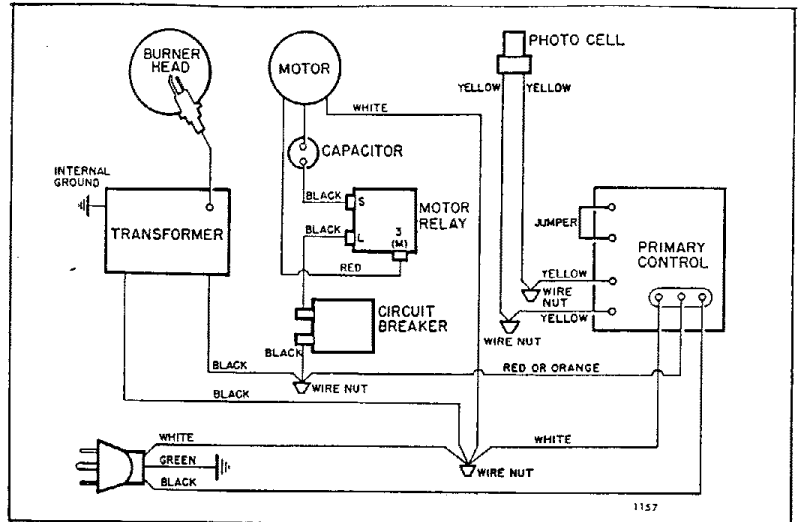 BURNER
HEAD
MOTOR
PHOTO CELL
YELLOW
YELLOW
WHITE
CAPACITOR
INTERNAL
GROUND
BLACK
S
MOTOR
RELAY
TRANSFORMER
BLACK
L
3
(M)
JUMPER
PRIMARY
CONTROL
RED
YELLOW
WIRE
NUT
CIRCUIT
BREAKER
YELLOW
WIRE NUT
BLACK
BLACK
RED OR ORANGE
WIRE NUT
BLACK
WHITE
WHITE
GREEN
WIRE NUT
BLACK
1157